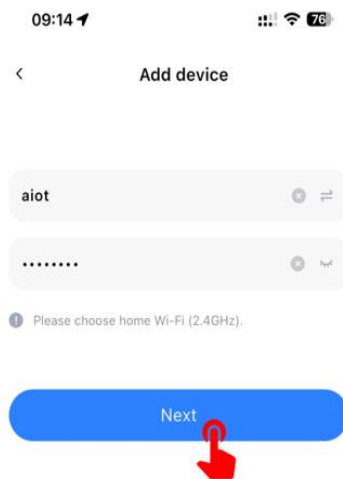 09:14
76
Add device
aiot
••••••••
Please choose home Wi-Fi (2.4GHz).
Next